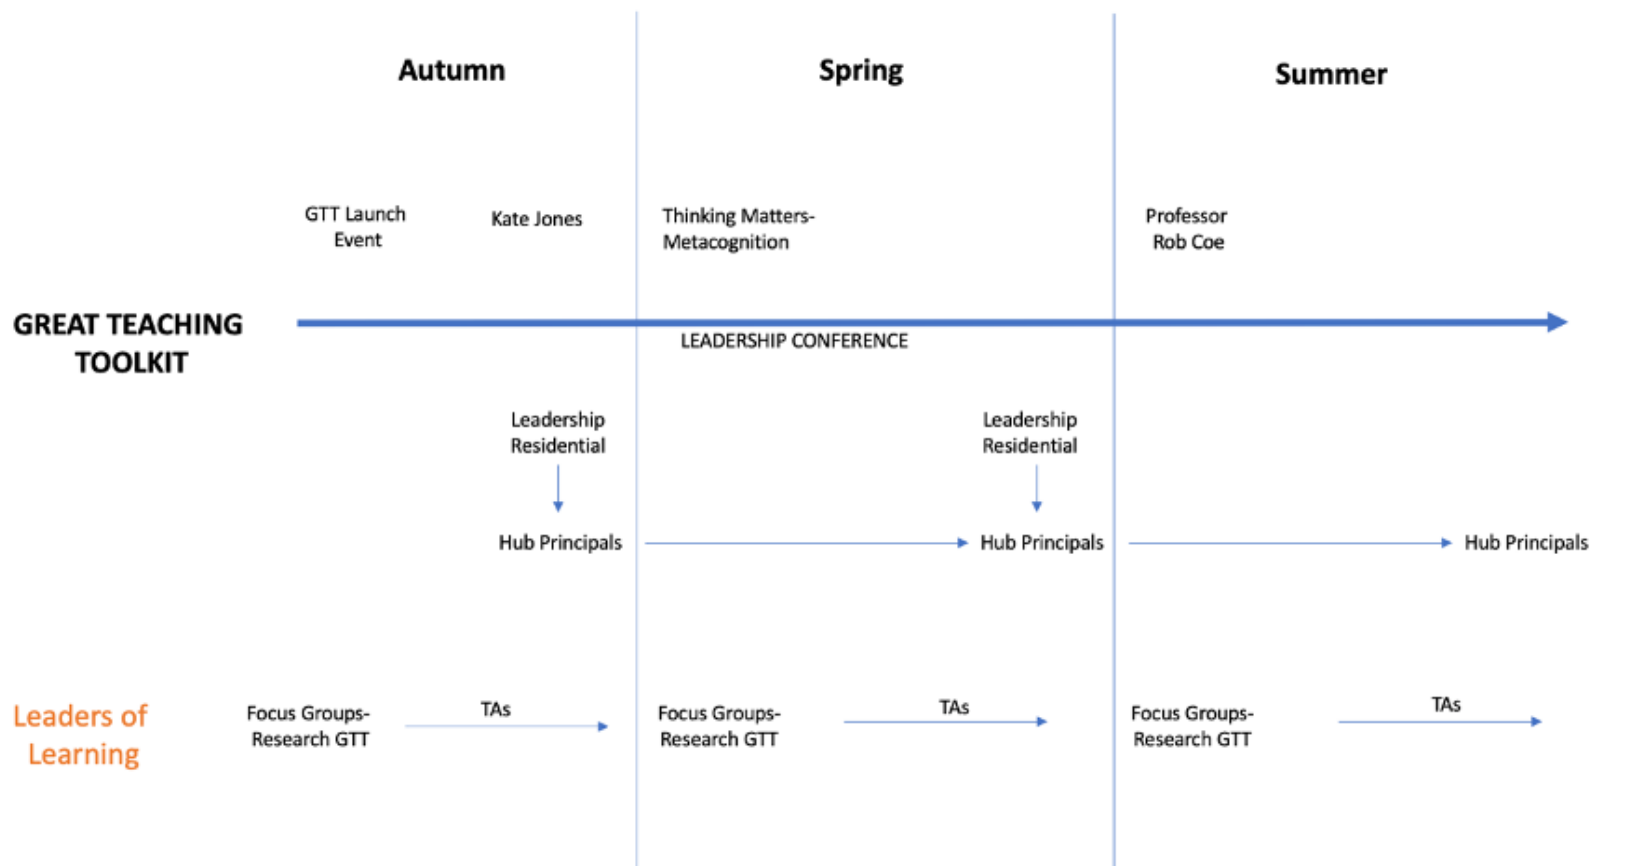 Autumn
Spring
Summer
GTT Launch
Event
Kate Jones
Thinking Matters-
Metacognition
Professor
Rob Coe
GREAT TEACHING
TOOLKIT
LEADERSHIP CONFERENCE
Leadership
Residential
Leadership
Residential
Hub Principals
Hub Principals
Hub Principals
Leaders of
Learning
Focus Groups-
Research GTT
TAs
Focus Groups-
Research GTT
TAs
Focus Groups-
Research GTT
TAs